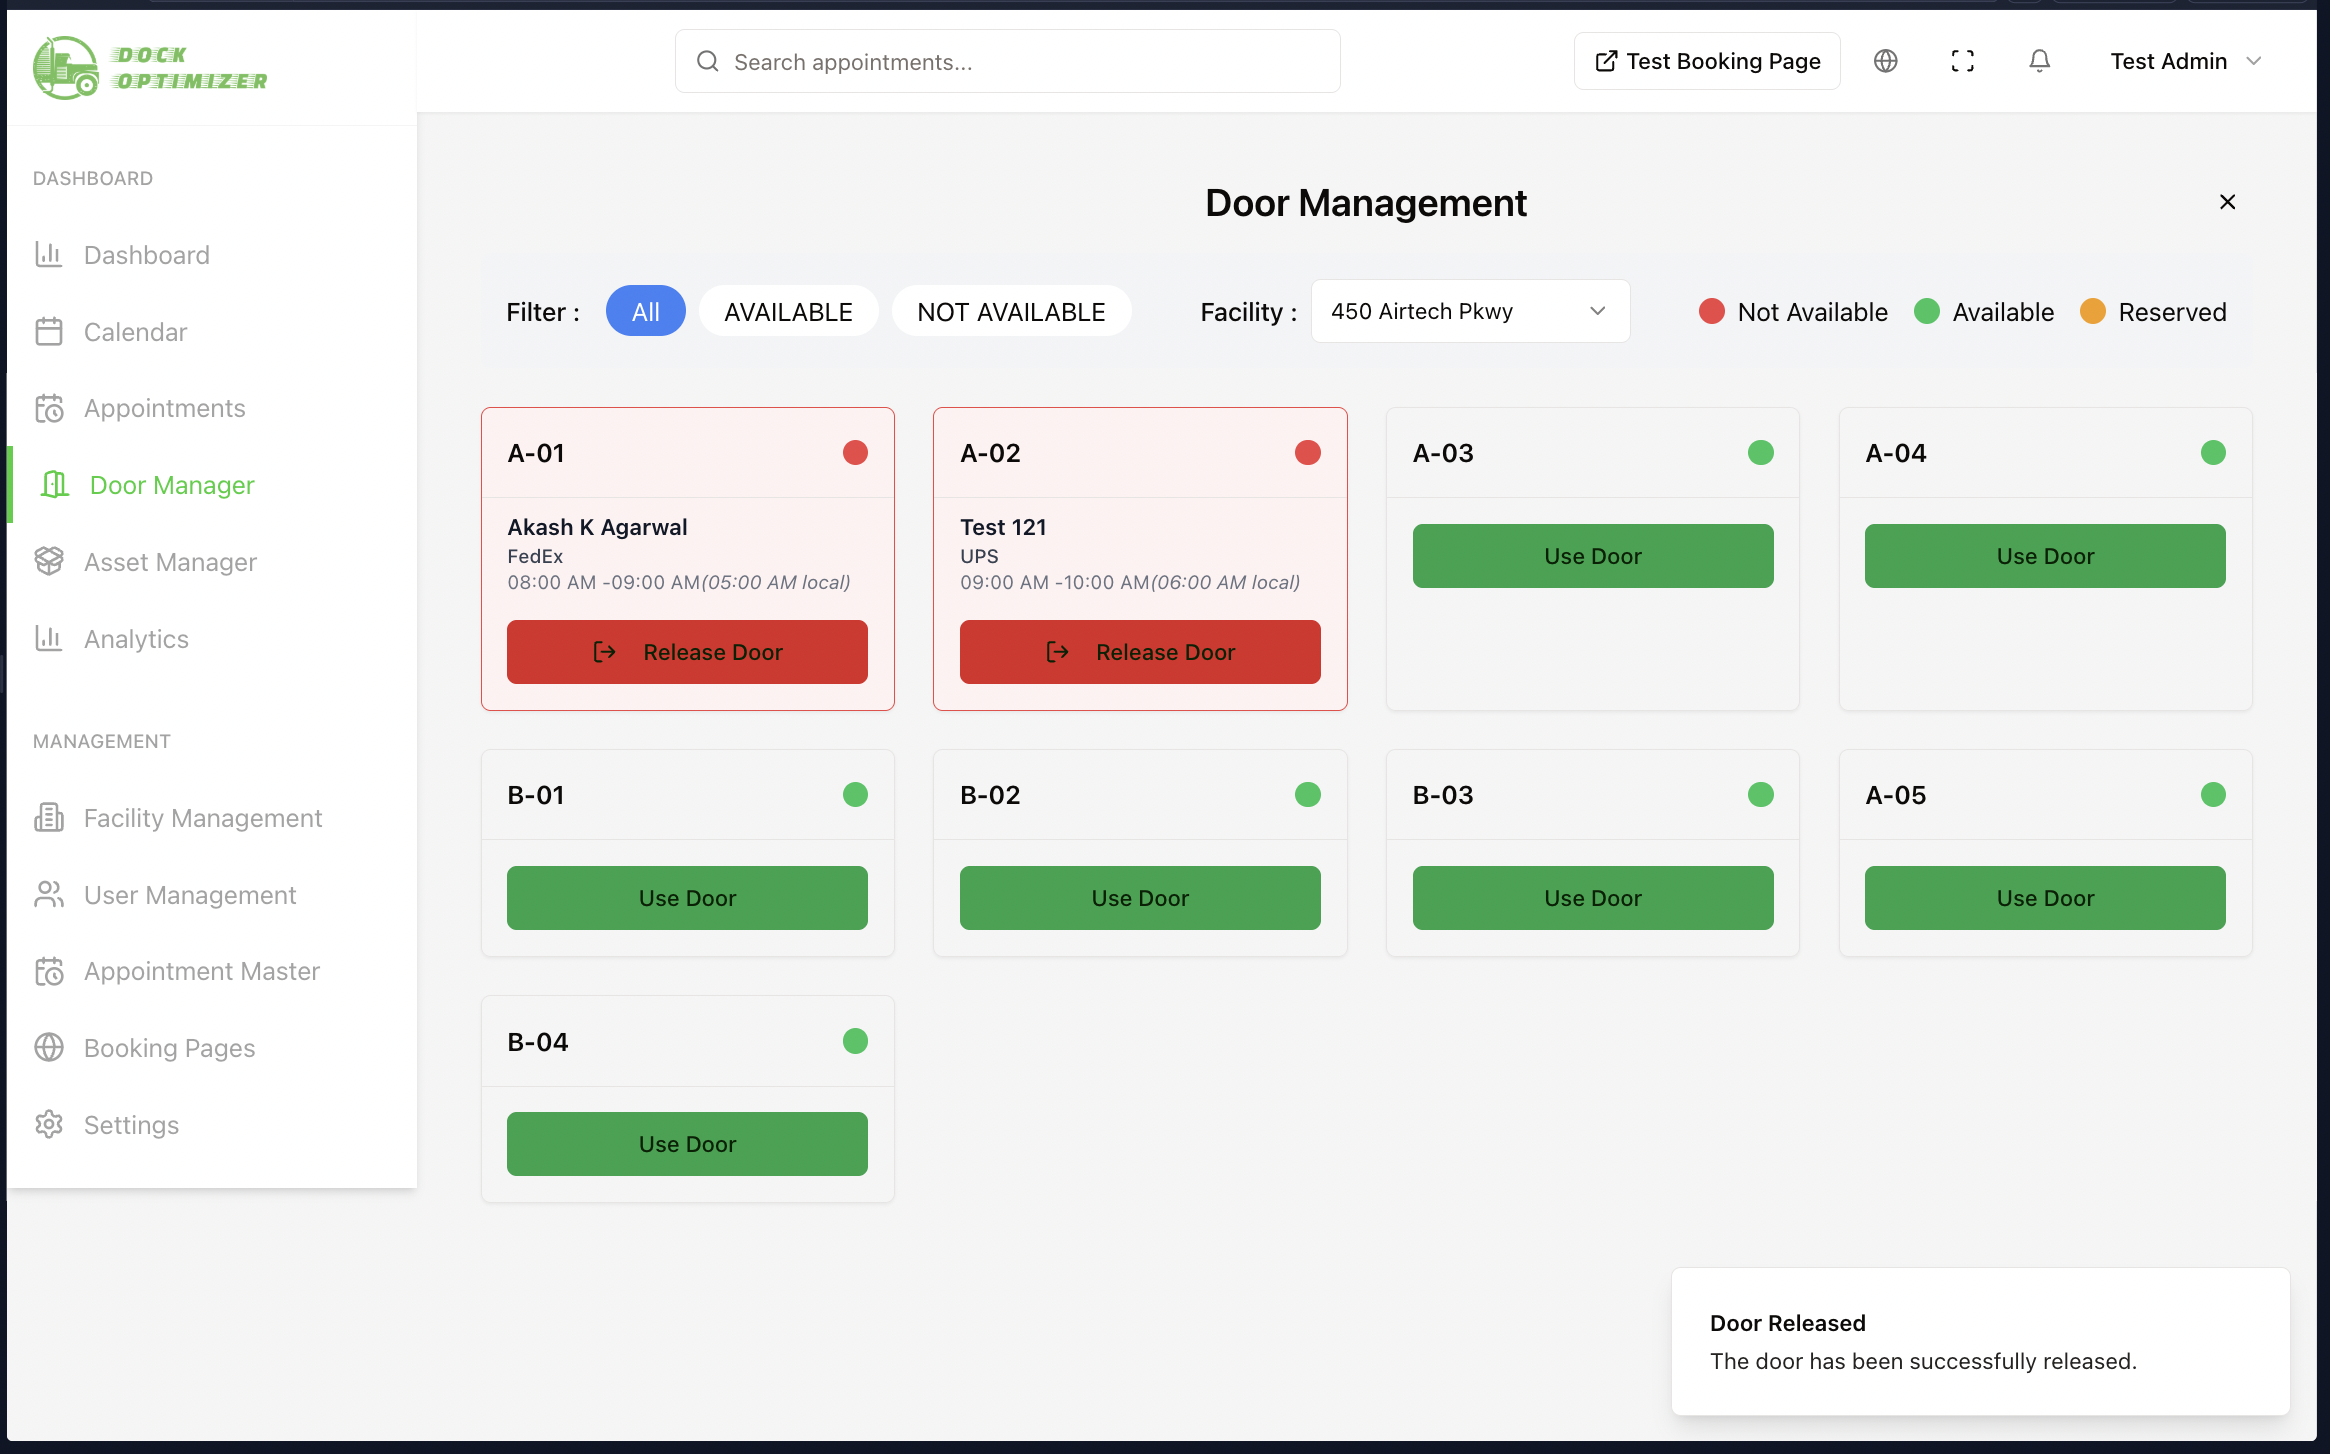 DOCK
OPTIMIZER
Search appointments...
Test Booking Page
Test Admin
DASHBOARD
Dashboard
Calendar
Appointments
Door Manager
Asset Manager
Analytics
MANAGEMENT
Facility Management
User Management
Appointment Master
Booking Pages
Settings
Door Management
Filter : All AVAILABLE NOT AVAILABLE Facility : 450 Airtech Pkwy Not Available Available Reserved
A-01
Akash K Agarwal
FedEx
08:00 AM -09:00 AM(05:00 AM local)
Release Door
A-02
Test 121
UPS
09:00 AM -10:00 AM(06:00 AM local)
Release Door
A-03
Use Door
A-04
Use Door
B-01
Use Door
B-02
Use Door
B-03
Use Door
A-05
Use Door
B-04
Use Door
Door Released
The door has been successfully released.